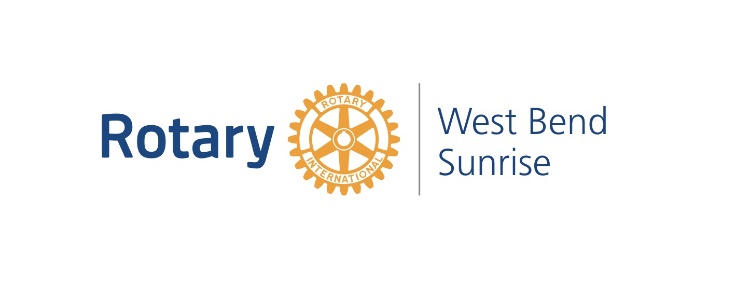 Rotary
ROTARY
INTERNATIONAL
West Bend
Sunrise